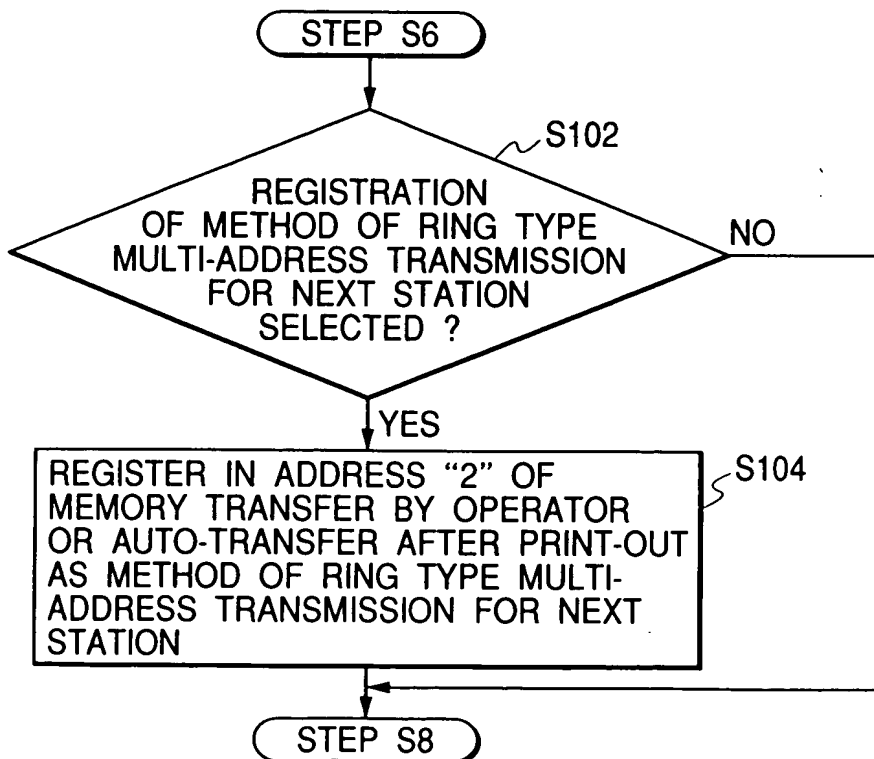 STEP S6
S102
REGISTRATION
OF METHOD OF RING TYPE
MULTI-ADDRESS TRANSMISSION
FOR NEXT STATION
SELECTED ?
NO
YES
S104
REGISTER IN ADDRESS “2” OF
MEMORY TRANSFER BY OPERATOR
OR AUTO-TRANSFER AFTER PRINT-OUT
AS METHOD OF RING TYPE MULTI-
ADDRESS TRANSMISSION FOR NEXT
STATION
STEP S8